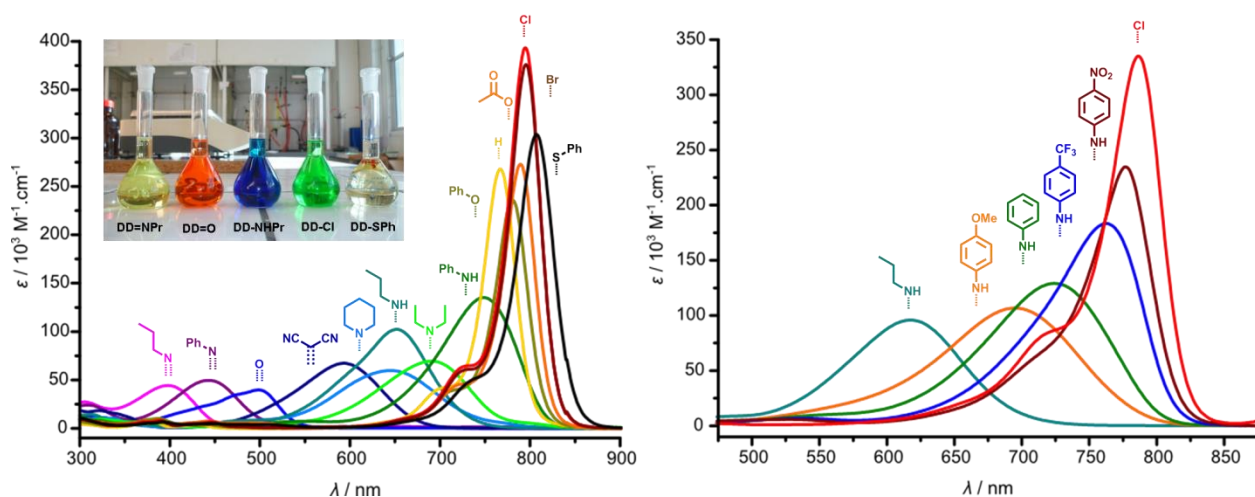 400
350
300
250
200
150
100
50
0
ε / 10³ M⁻¹.cm⁻¹
300
400
500
600
700
800
900
λ / nm
DD=NPr
DD=O
DD-NHPr
DD-Cl
DD-SPh
N
Ph
N
O
NC
CN
N
NH
N
Ph
NH
Ph
O
H
O
O
Cl
Br
S
Ph
350
300
250
200
150
100
50
0
ε / 10³ M⁻¹.cm⁻¹
500
550
600
650
700
750
800
850
λ / nm
NH
OMe
NH
NH
CF₃
NH
NO₂
NH
Cl